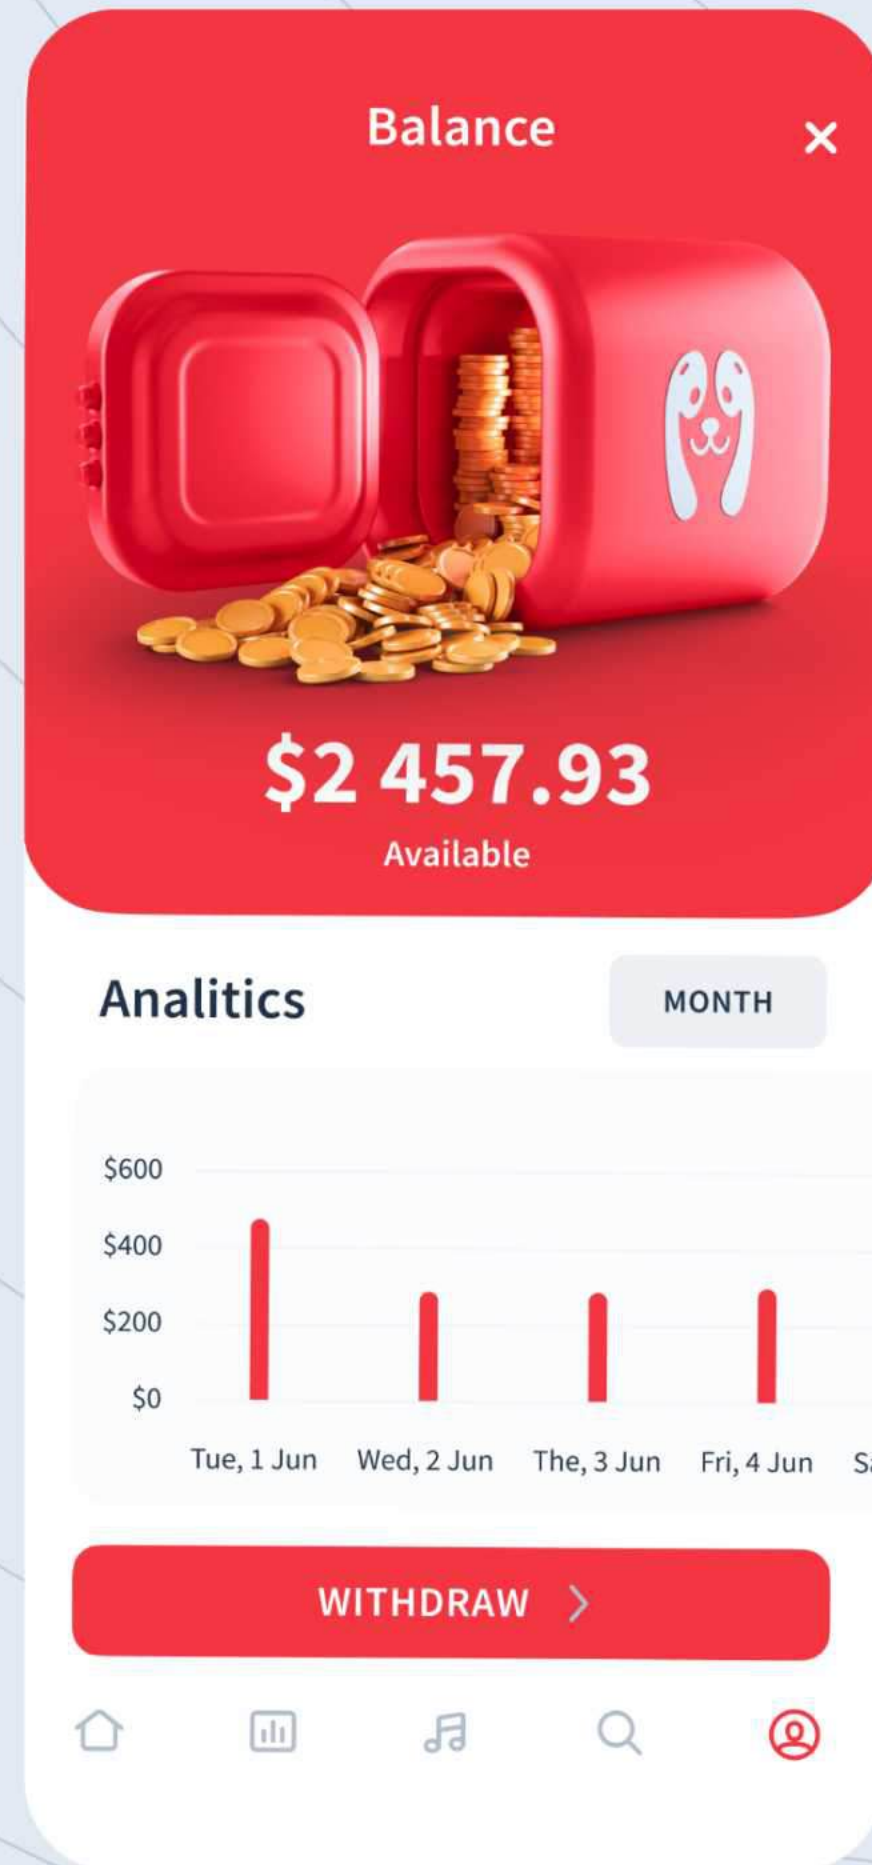 Balance
$2 457.93
Available
Analitics
MONTH
$600
$400
$200
$0
Tue, 1 Jun
Wed, 2 Jun
The, 3 Jun
Fri, 4 Jun
WITHDRAW